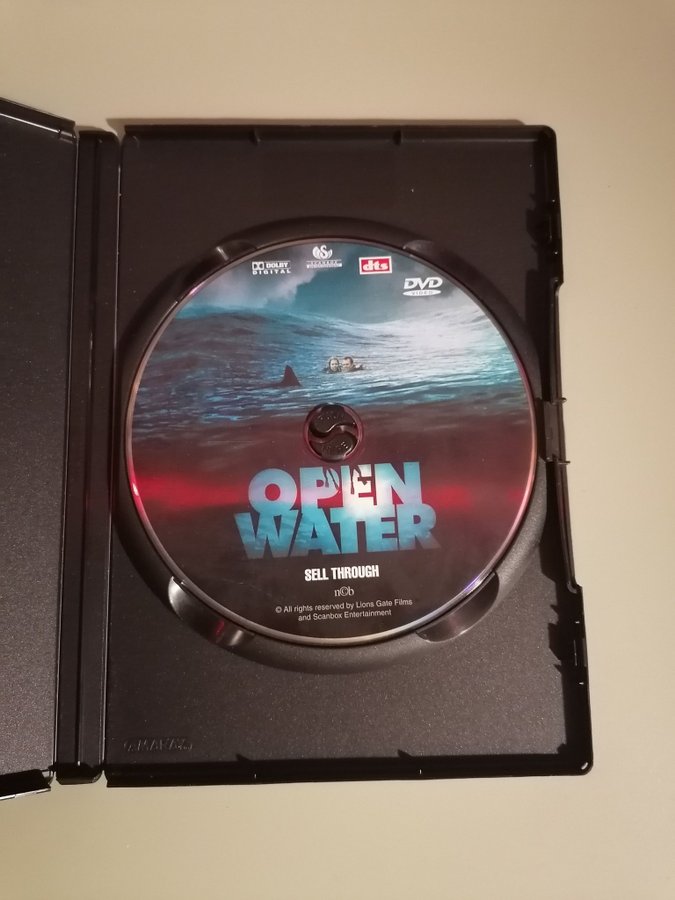 DOLBY
DIGITAL
SCANBOX
dts
DVD
VIDEO
OPEN
WATER
SELL THROUGH
n©b
© All rights reserved by Lions Gate Films
and Scanbox Entertainment
AMARAY